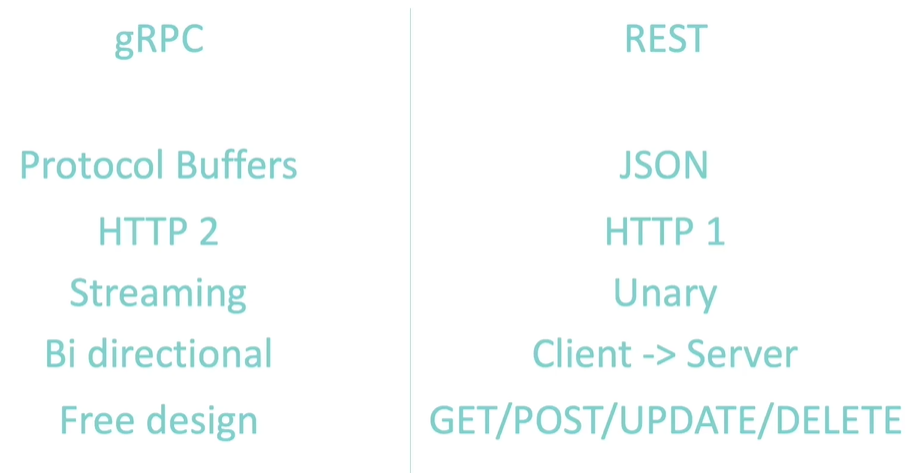 gRPC
REST
Protocol Buffers
JSON
HTTP 2
HTTP 1
Streaming
Unary
Bi directional
Client -> Server
Free design
GET/POST/UPDATE/DELETE